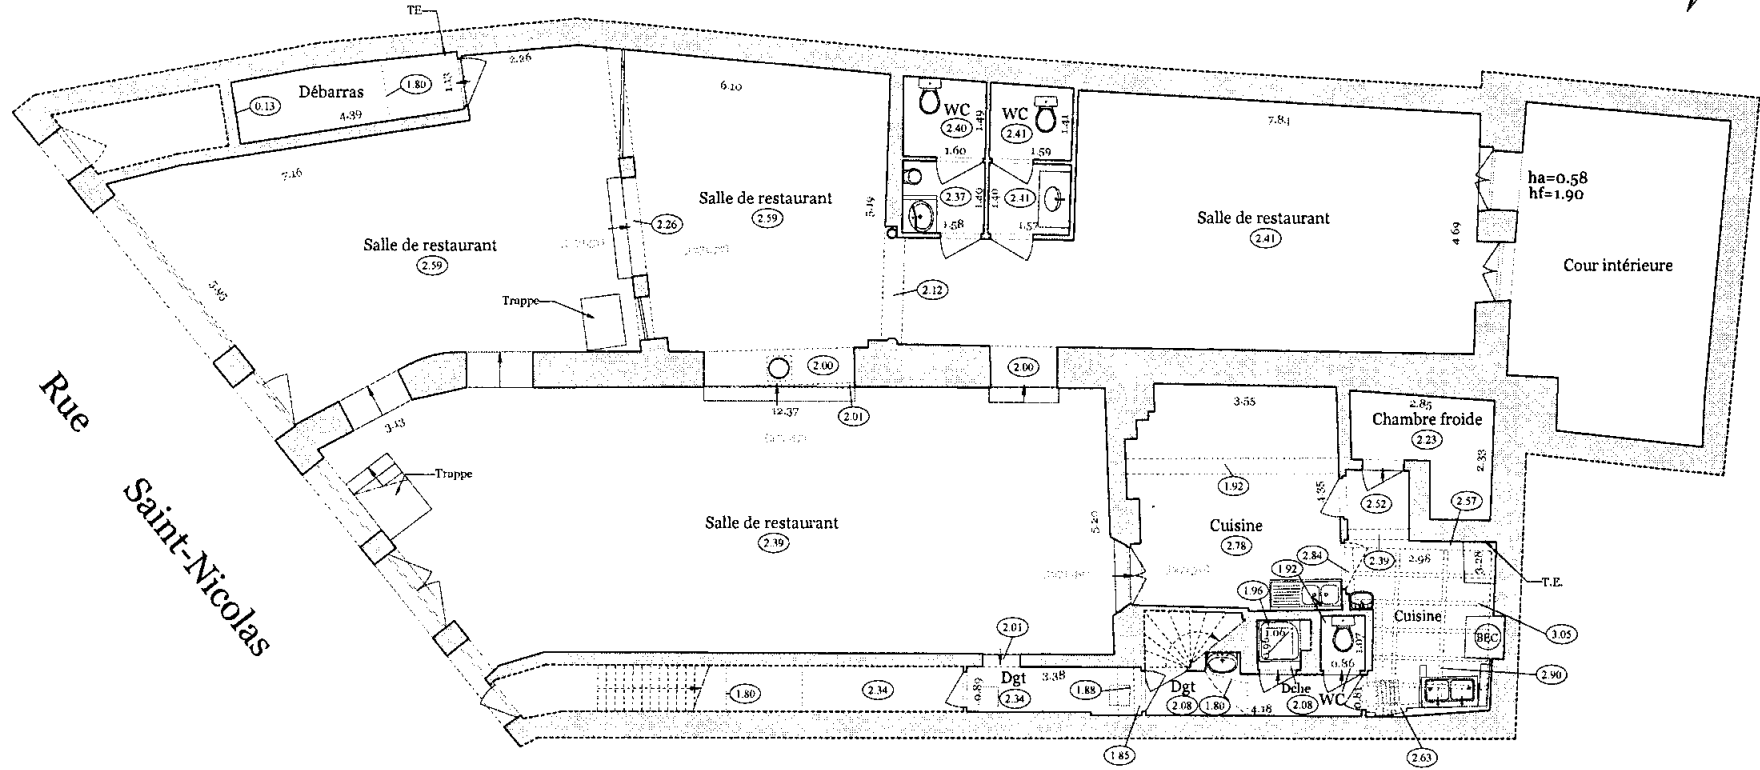 TE
2.26
Débarras
1.80
0.13
4.39
6.10
WC
2.40
1.49
1.60
WC
2.41
1.41
1.59
7.84
7.16
Salle de restaurant
2.59
2.26
Salle de restaurant
2.59
5.19
2.37
1.40
1.40
2.41
1.58
1.57
Salle de restaurant
2.41
4.69
ha=0.58
hf=1.90
Cour intérieure
5.95
Trappe
2.12
2.00
2.00
12.37
2.01
3.13
Rue
Saint-Nicolas
Trappe
Salle de restaurant
2.39
5.20
3.55
1.92
4.35
Cuisine
2.78
2.85
Chambre froide
2.23
2.33
2.52
2.57
2.84
2.39
2.98
3.28
T.E.
1.92
1.96
1.00
Cuisine
3.05
BEC
1.07
0.86
2.90
2.01
1.80
2.34
0.89
Dgt
2.34
3.38
1.88
Dgt
2.08
1.80
4.18
Dche
2.08
WC
1.85
2.63